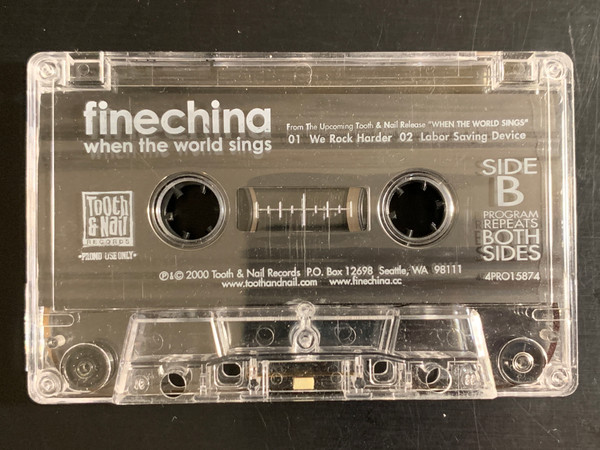 finechina
when the world sings
From The Upcoming Tooth & Nail Release "WHEN THE WORLD SINGS"
01 We Rock Harder 02 Labor Saving Device
SIDE
B
PROGRAM
REPEATS
BOTH
SIDES
4PRO15874
Tooth
& Nail
RECORDS
•PROMO USE ONLY•
℗&© 2000 Tooth & Nail Records P.O. Box 12698 Seattle, WA 98111
www.toothandnail.com www.finechina.cc